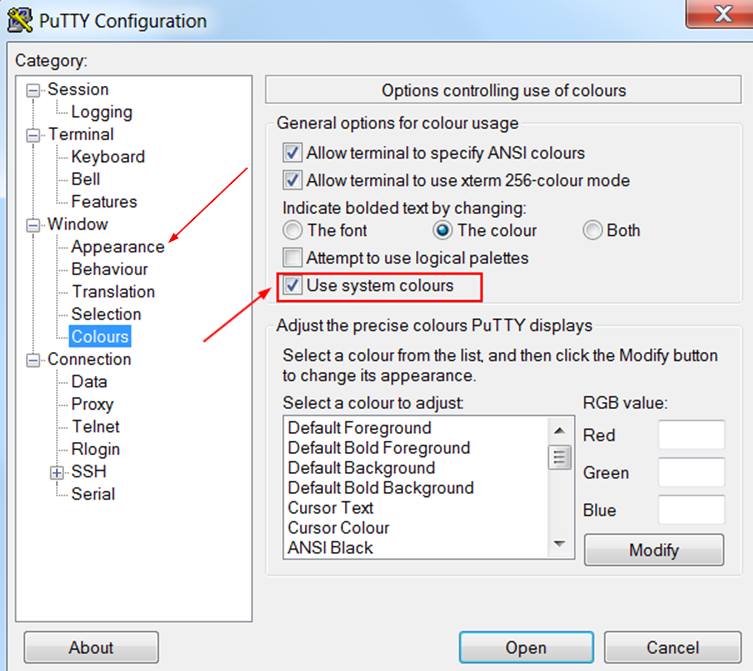 PuTTY Configuration
Category:
Session
Logging
Terminal
Keyboard
Bell
Features
Window
Appearance
Behaviour
Translation
Selection
Colours
Connection
Data
Proxy
Telnet
Rlogin
SSH
Serial
Options controlling use of colours
General options for colour usage
Allow terminal to specify ANSI colours
Allow terminal to use xterm 256-colour mode
Indicate bolded text by changing:
The font The colour Both
Attempt to use logical palettes
Use system colours
Adjust the precise colours PuTTY displays
Select a colour from the list, and then click the Modify button
to change its appearance.
Select a colour to adjust:
Default Foreground
Default Bold Foreground
Default Background
Default Bold Background
Cursor Text
Cursor Colour
ANSI Black
RGB value:
Red
Green
Blue
Modify
About
Open
Cancel